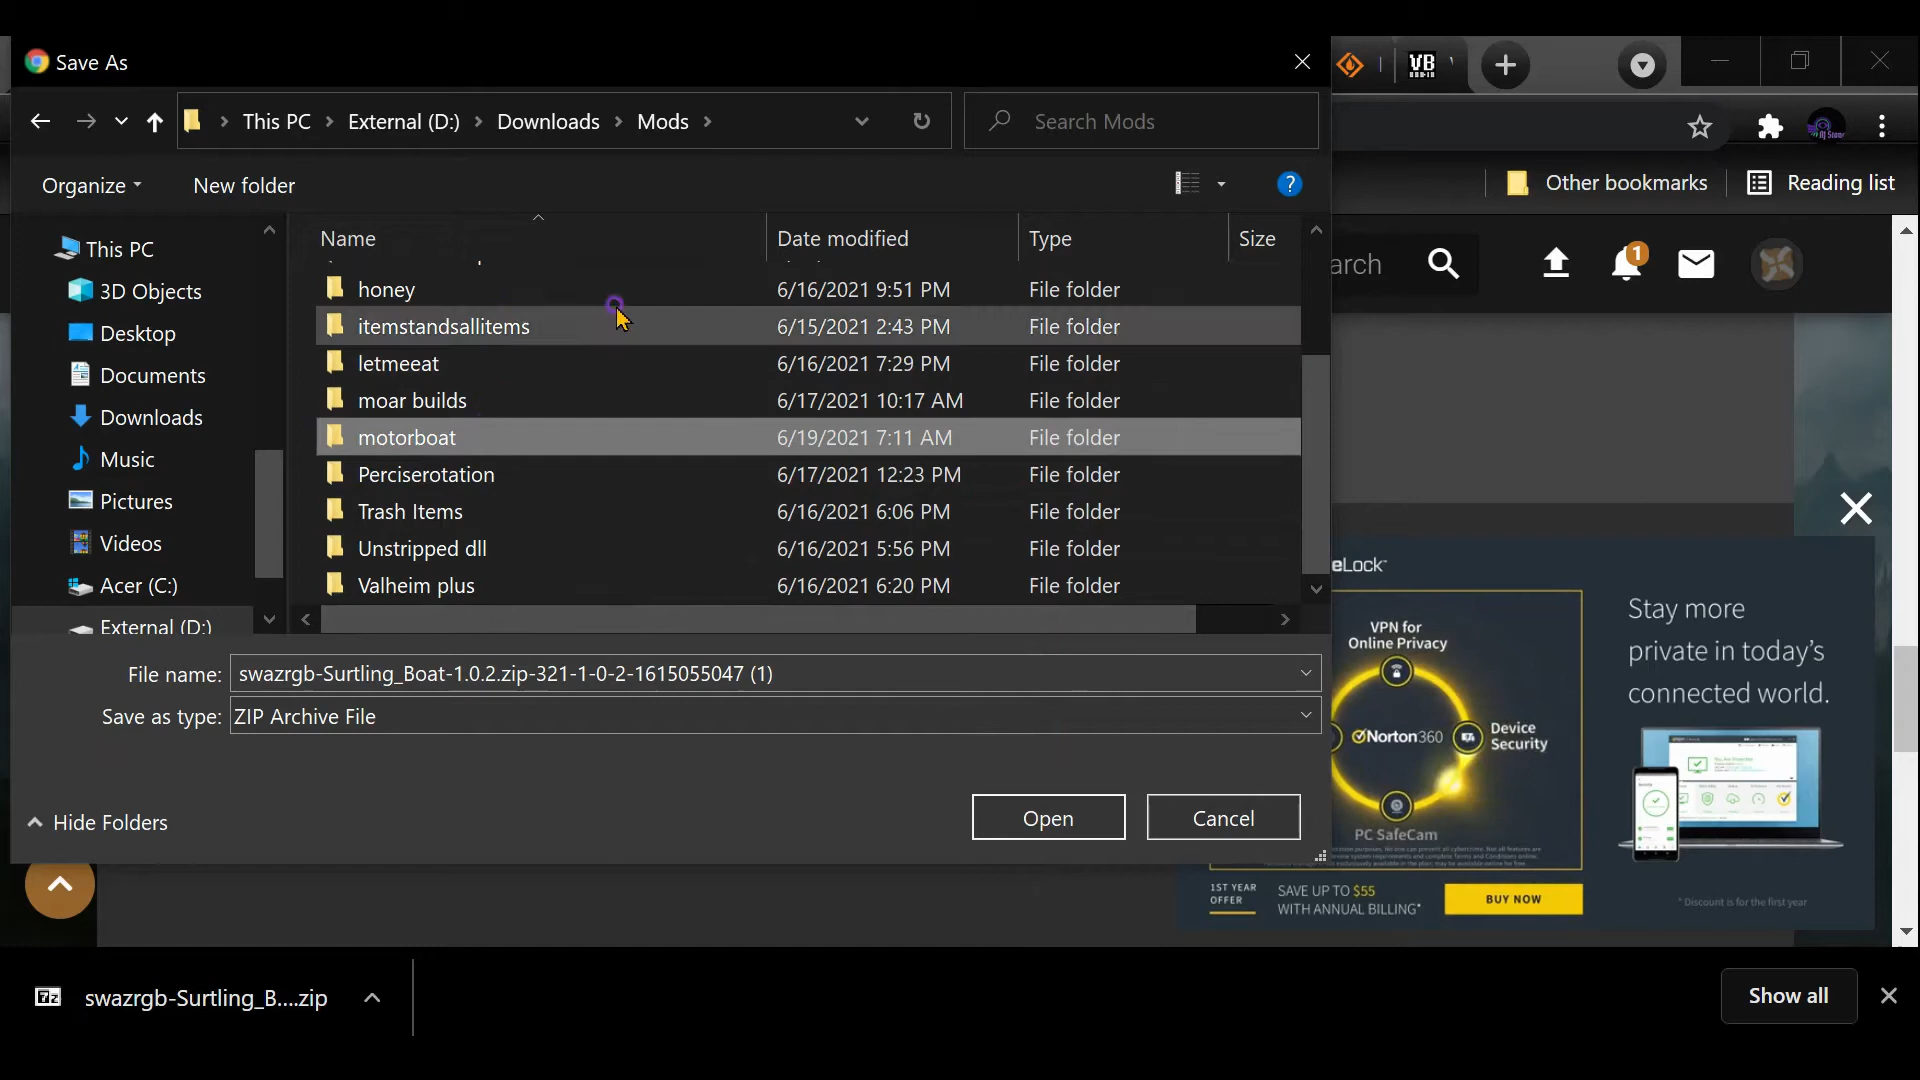 Save As
VB
This PC
External (D:)
Downloads
Mods
Search Mods
Organize
New folder
?
Other bookmarks
Reading list
Name
Date modified
Type
Size
This PC
3D Objects
Desktop
Documents
Downloads
Music
Pictures
Videos
Acer (C:)
External (D:)
honey 6/16/2021 9:51 PM File folder
itemstandsallitems 6/15/2021 2:43 PM File folder
letmeeat 6/16/2021 7:29 PM File folder
moar builds 6/17/2021 10:17 AM File folder
motorboat 6/19/2021 7:11 AM File folder
Perciserotation 6/17/2021 12:23 PM File folder
Trash Items 6/16/2021 6:06 PM File folder
Unstripped dll 6/16/2021 5:56 PM File folder
Valheim plus 6/16/2021 6:20 PM File folder
arch
1
File name: swazrgb-Surtling_Boat-1.0.2.zip-321-1-0-2-1615055047 (1)
Save as type: ZIP Archive File
Hide Folders
Open
Cancel
eLock™
VPN for
Online Privacy
Norton360
Device
Security
PC SafeCam
Stay more
private in today's
connected world.
1ST YEAR
OFFER
SAVE UP TO $55
WITH ANNUAL BILLING*
BUY NOW
* Discount is for the first year
7z
swazrgb-Surtling_B....zip
Show all